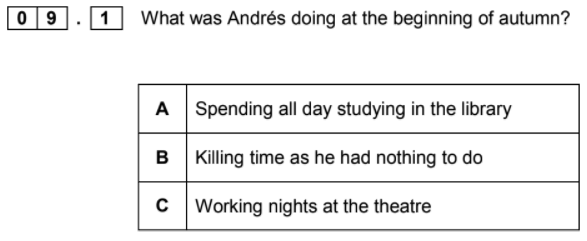 0 9 . 1 What was Andrés doing at the beginning of autumn?
A Spending all day studying in the library
B Killing time as he had nothing to do
C Working nights at the theatre